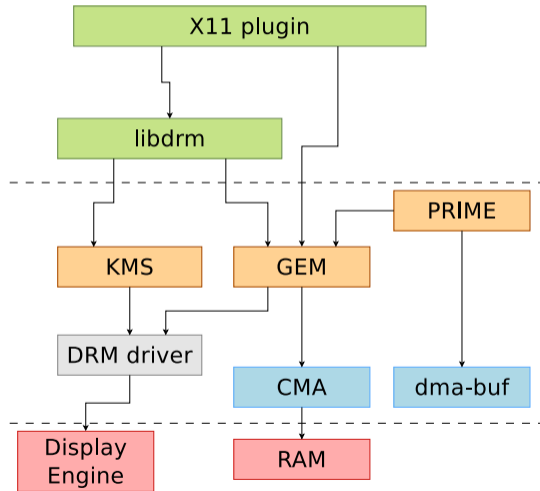 X11 plugin
libdrm
PRIME
KMS
GEM
DRM driver
CMA
dma-buf
Display
Engine
RAM